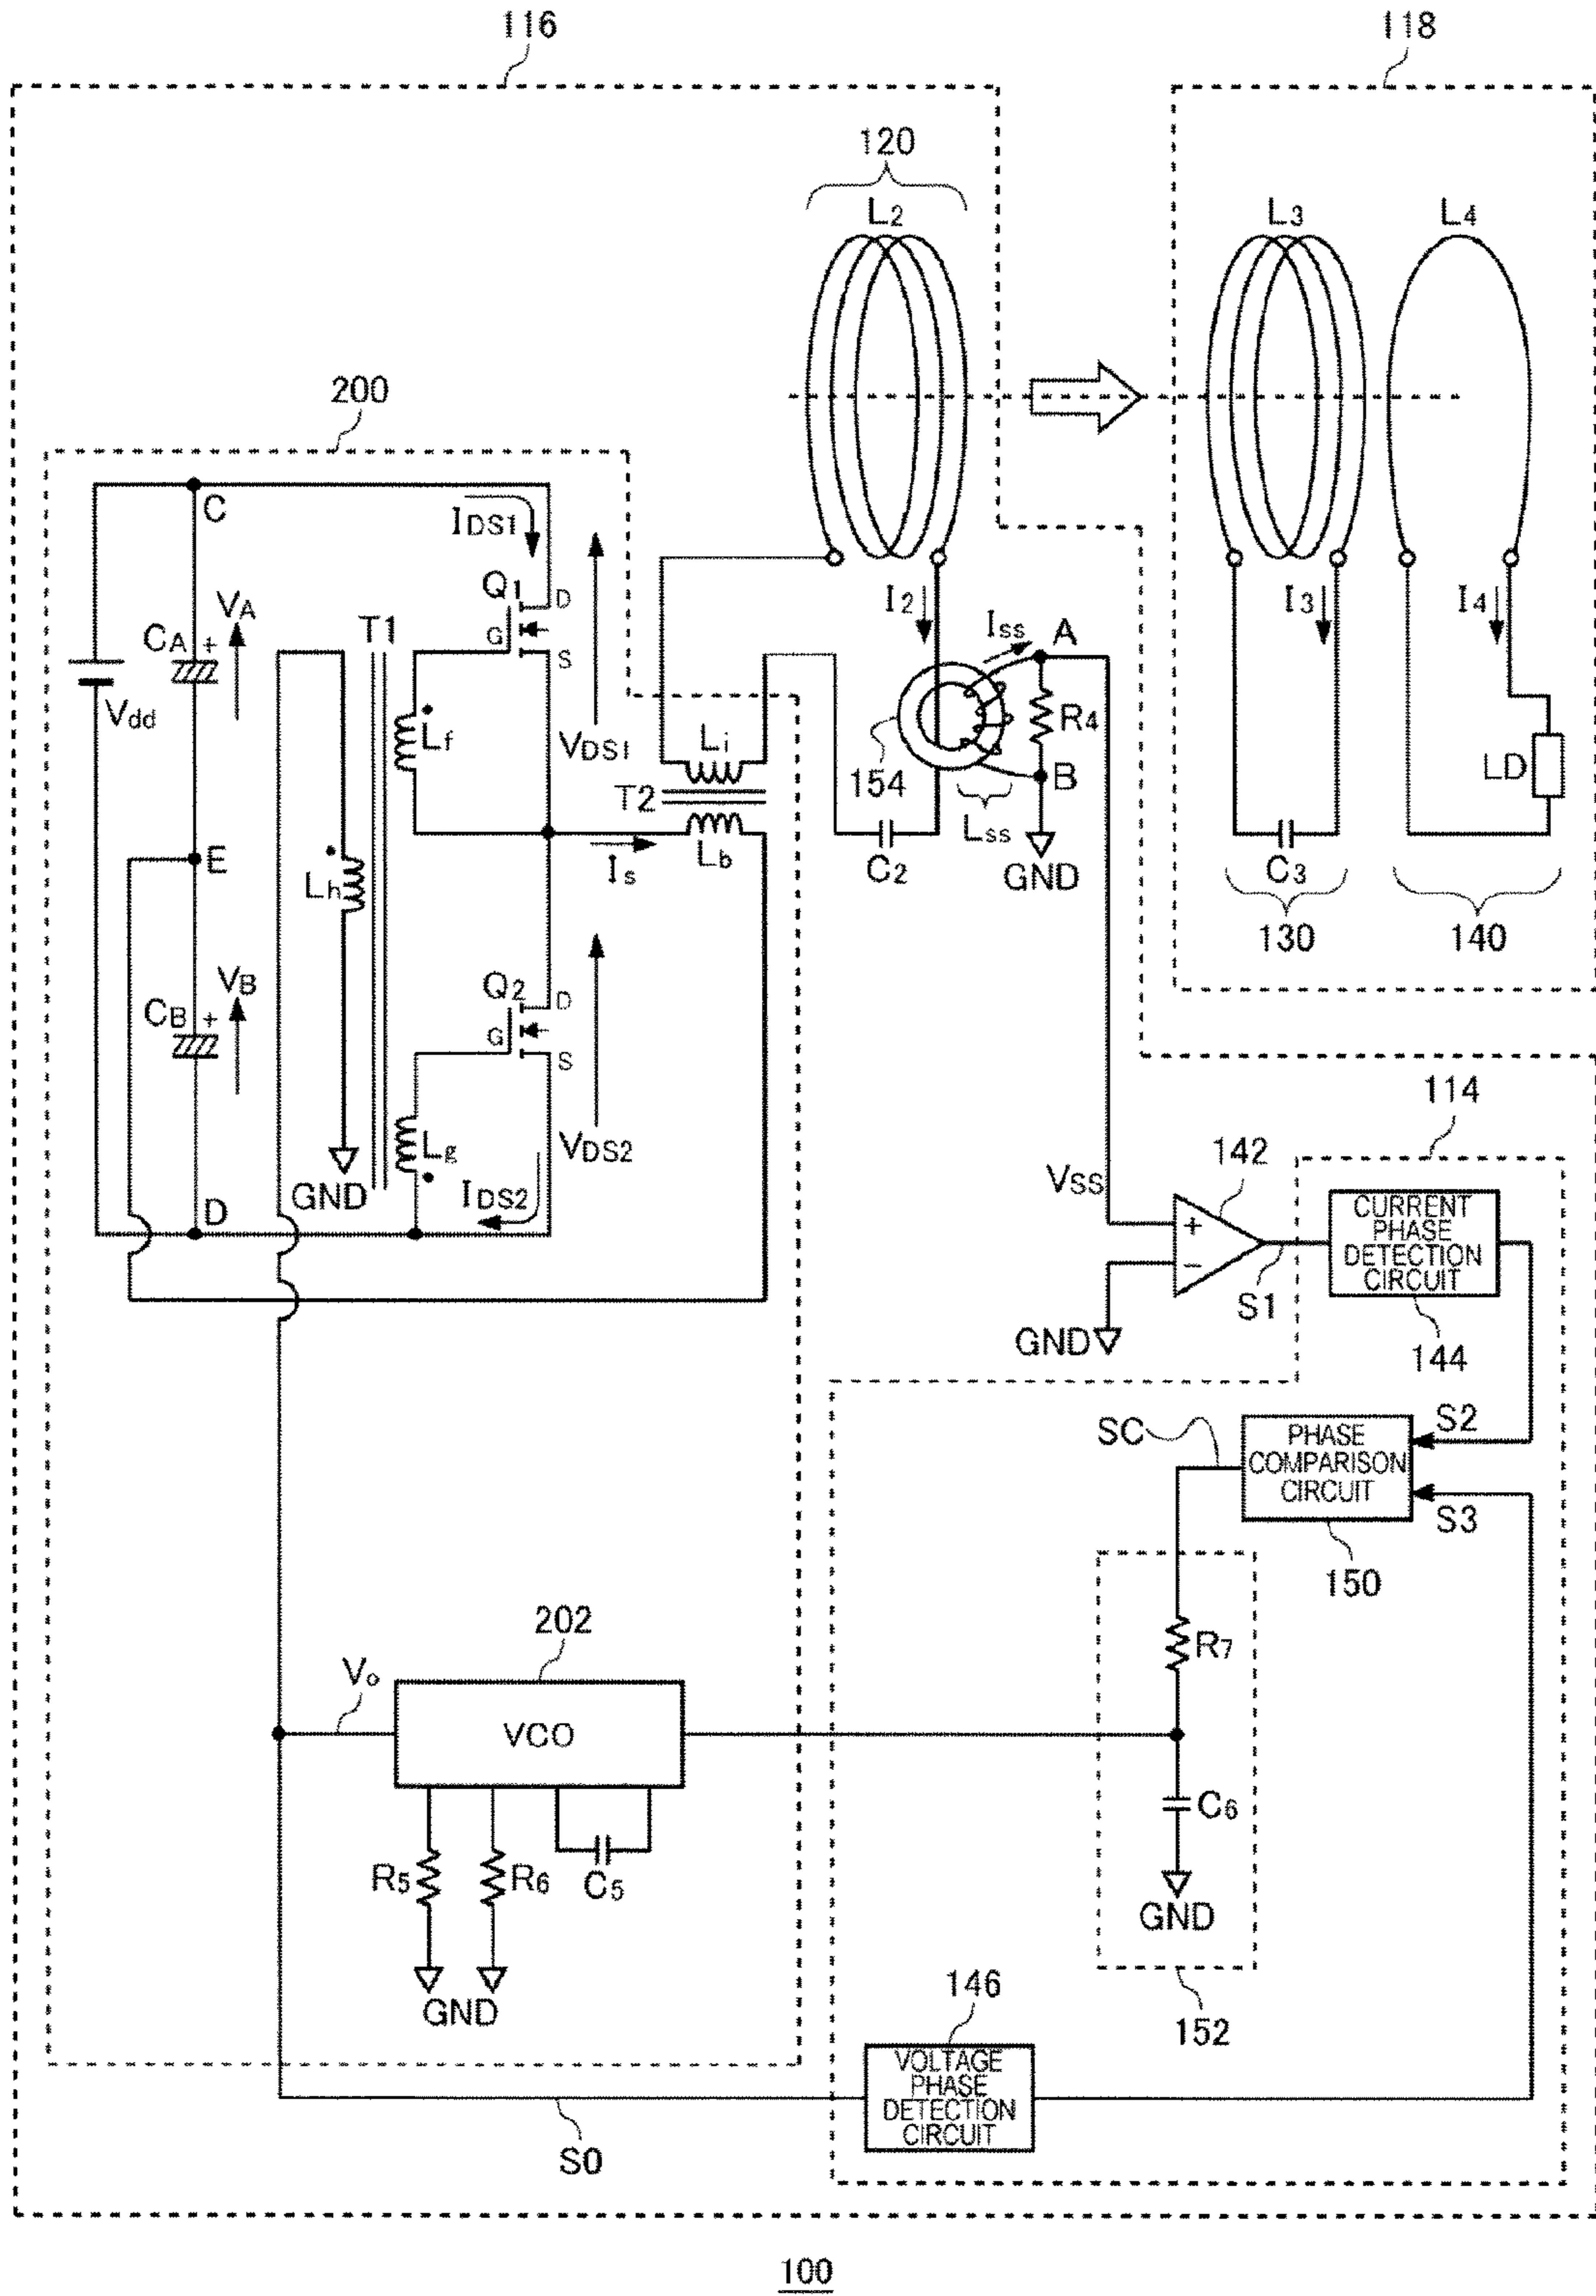 116
118
120
L2
L3
L4
200
C
IDS1
Q1
D
G
S
VA
CA
+
T1
Vdd
Lf
VDS1
Li
T2
Lb
Is
I2
Iss
A
R4
154
B
Lss
C2
GND
I3
I4
LD
C3
130
140
E
Lh
VB
CB
+
Q2
D
G
S
Lg
VDS2
GND
IDS2
D
114
142
VSS
+
−
S1
GND
CURRENT
PHASE
DETECTION
CIRCUIT
144
SC
PHASE
COMPARISON
CIRCUIT
S2
S3
150
202
Vo
VCO
R7
R5
R6
C5
C6
GND
GND
152
146
VOLTAGE
PHASE
DETECTION
CIRCUIT
S0
100